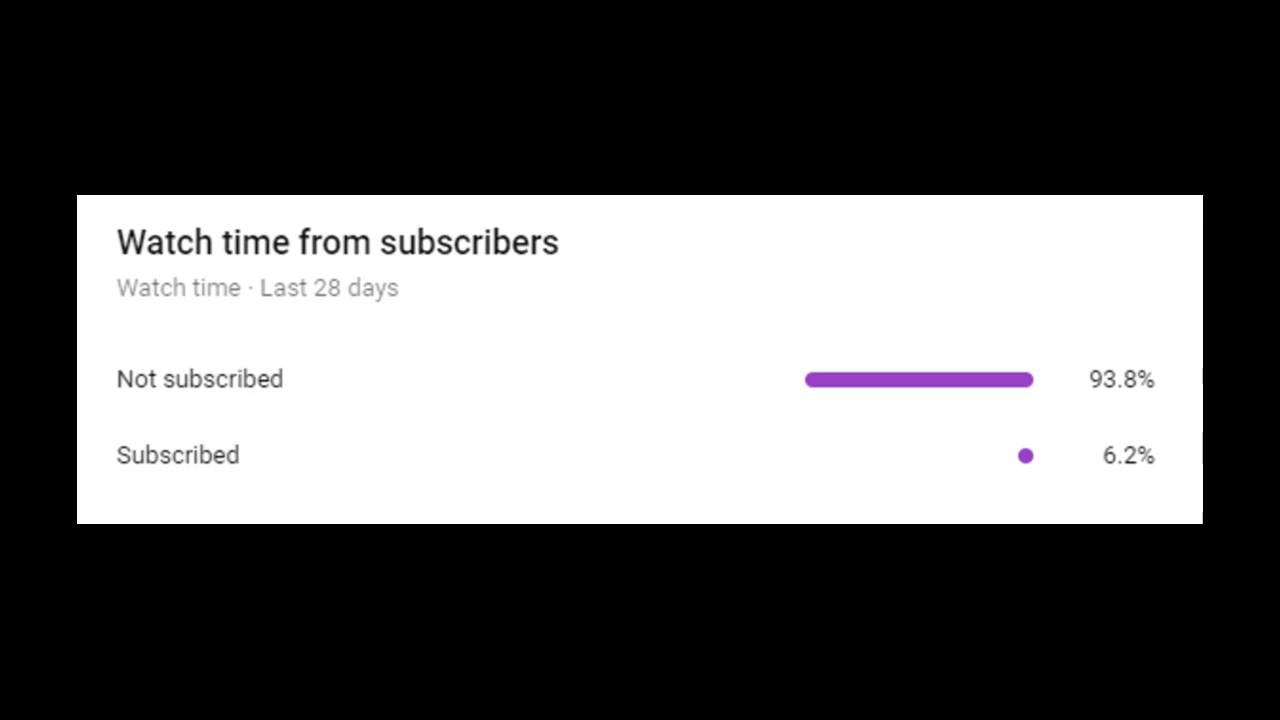 Watch time from subscribers
Watch time · Last 28 days
Not subscribed 93.8%
Subscribed 6.2%